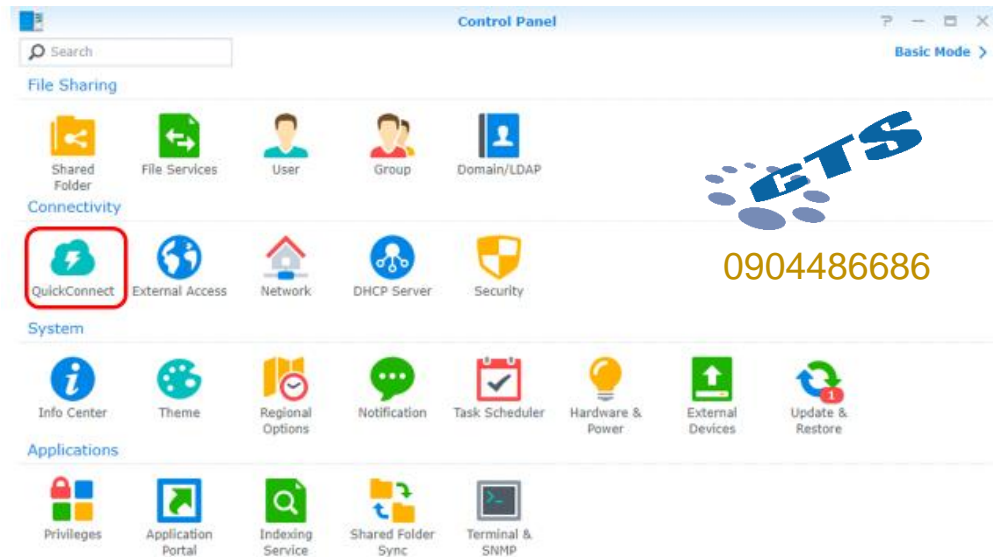 Control Panel
Search
Basic Mode
File Sharing
Shared
Folder
File Services
User
Group
Domain/LDAP
CTS
Connectivity
QuickConnect
External Access
Network
DHCP Server
Security
0904486686
System
Info Center
Theme
Regional
Options
Notification
Task Scheduler
Hardware &
Power
External
Devices
1
Update &
Restore
Applications
Privileges
Application
Portal
Indexing
Service
Shared Folder
Sync
Terminal &
SNMP